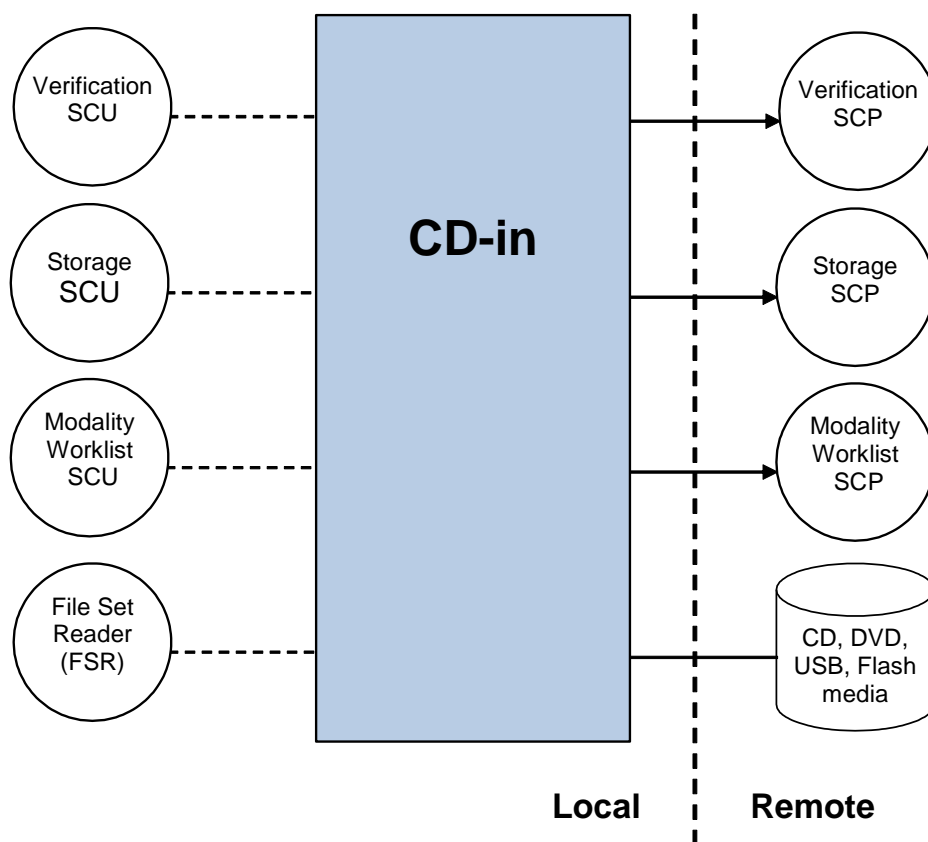 Verification
SCU
Verification
SCP
CD-in
Storage
SCU
Storage
SCP
Modality
Worklist
SCU
Modality
Worklist
SCP
File Set
Reader
(FSR)
CD, DVD,
USB, Flash
media
Local
Remote